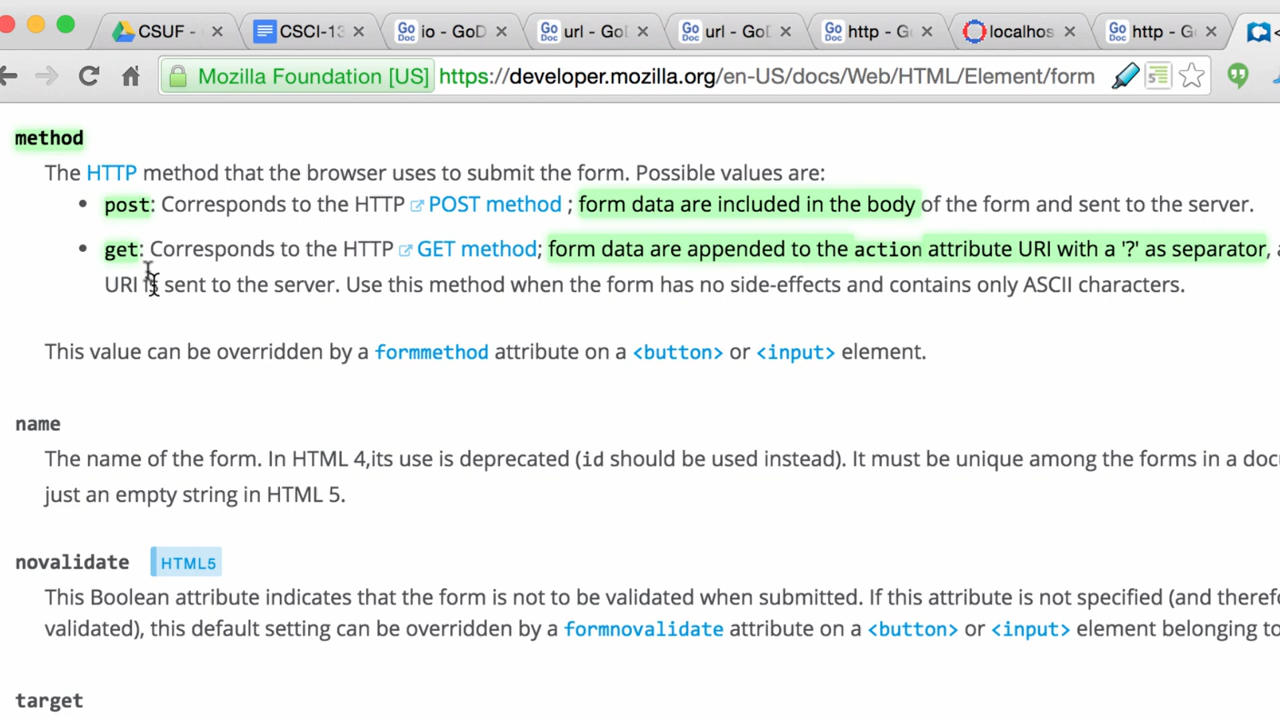 CSUF -
CSCI-13
io - GoD
url - Go
url - Go
http - G
localhos
http - G
Mozilla Foundation [US] https://developer.mozilla.org/en-US/docs/Web/HTML/Element/form
method
The HTTP method that the browser uses to submit the form. Possible values are:
• post: Corresponds to the HTTP POST method ; form data are included in the body of the form and sent to the server.
• get: Corresponds to the HTTP GET method; form data are appended to the action attribute URI with a '?' as separator,
URI is sent to the server. Use this method when the form has no side-effects and contains only ASCII characters.
This value can be overridden by a formmethod attribute on a <button> or <input> element.
name
The name of the form. In HTML 4,its use is deprecated (id should be used instead). It must be unique among the forms in a doc
just an empty string in HTML 5.
novalidate HTML5
This Boolean attribute indicates that the form is not to be validated when submitted. If this attribute is not specified (and theref
validated), this default setting can be overridden by a formnovalidate attribute on a <button> or <input> element belonging to
target